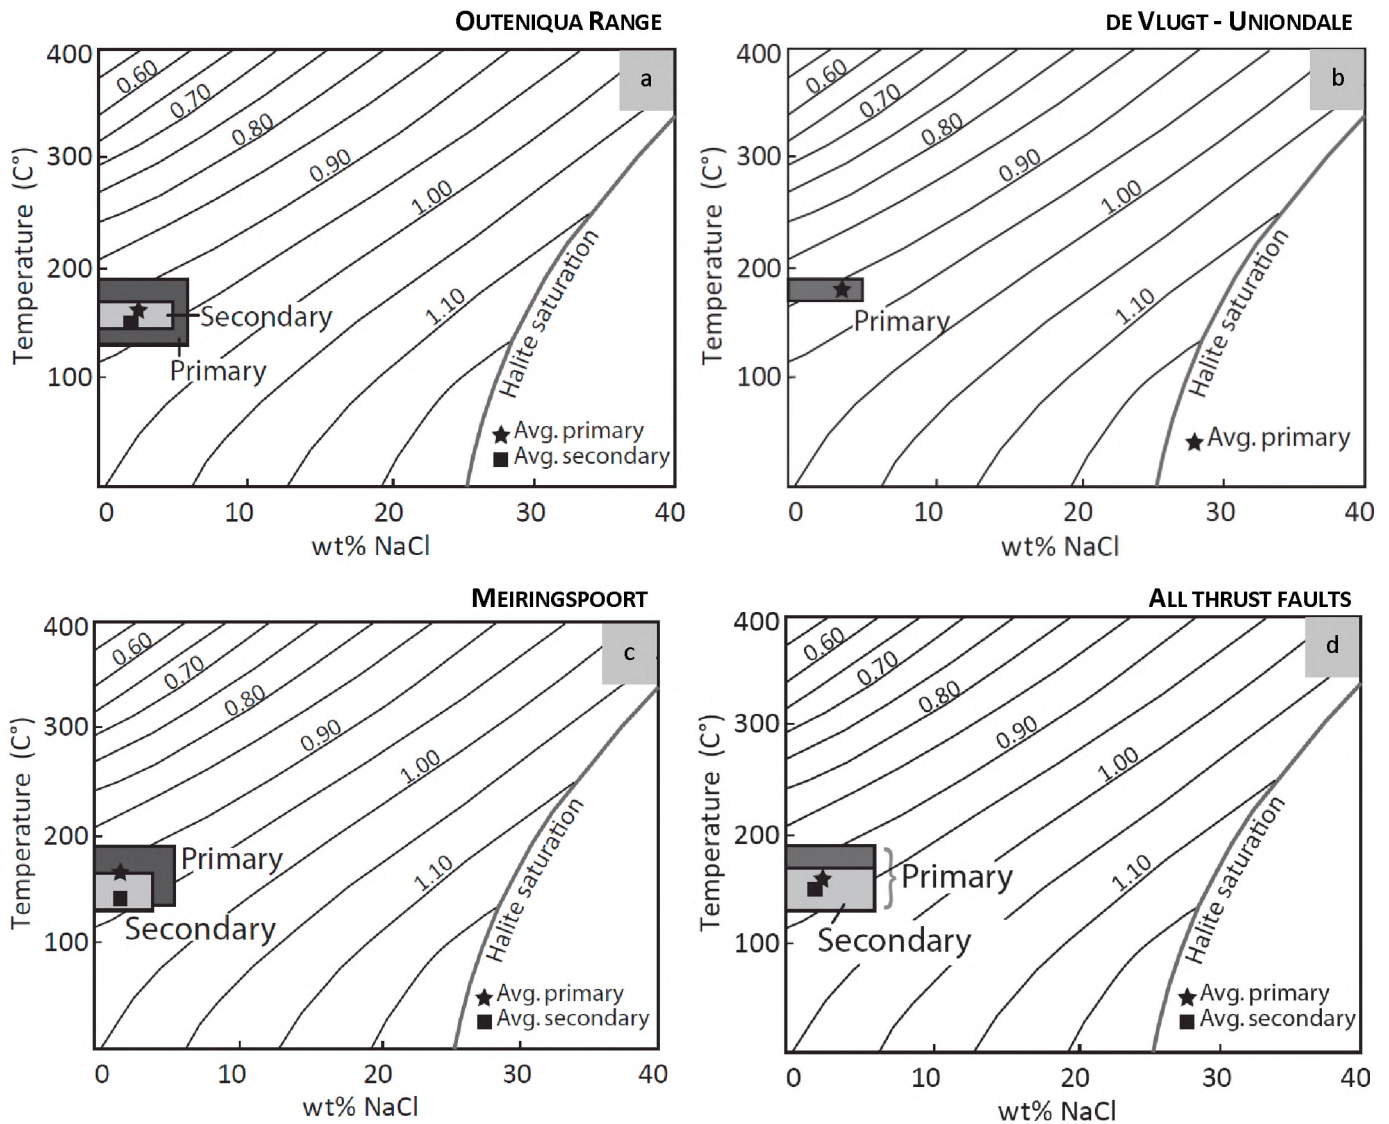 OUTENIQUA RANGE
a
400
300
200
100
Temperature (C°)
0.60
0.70
0.80
0.90
1.00
1.10
Halite saturation
Secondary
Primary
Avg. primary
Avg. secondary
0 10 20 30 40
wt% NaCl
DE VLUGT - UNIONDALE
b
400
300
200
100
Temperature (C°)
0.60
0.70
0.80
0.90
1.00
1.10
Halite saturation
Primary
Avg. primary
0 10 20 30 40
wt% NaCl
MEIRINGSPOORT
c
400
300
200
100
Temperature (C°)
0.60
0.70
0.80
0.90
1.00
1.10
Halite saturation
Primary
Secondary
Avg. primary
Avg. secondary
0 10 20 30 40
wt% NaCl
ALL THRUST FAULTS
d
400
300
200
100
Temperature (C°)
0.60
0.70
0.80
0.90
1.00
1.10
Halite saturation
Primary
Secondary
Avg. primary
Avg. secondary
0 10 20 30 40
wt% NaCl